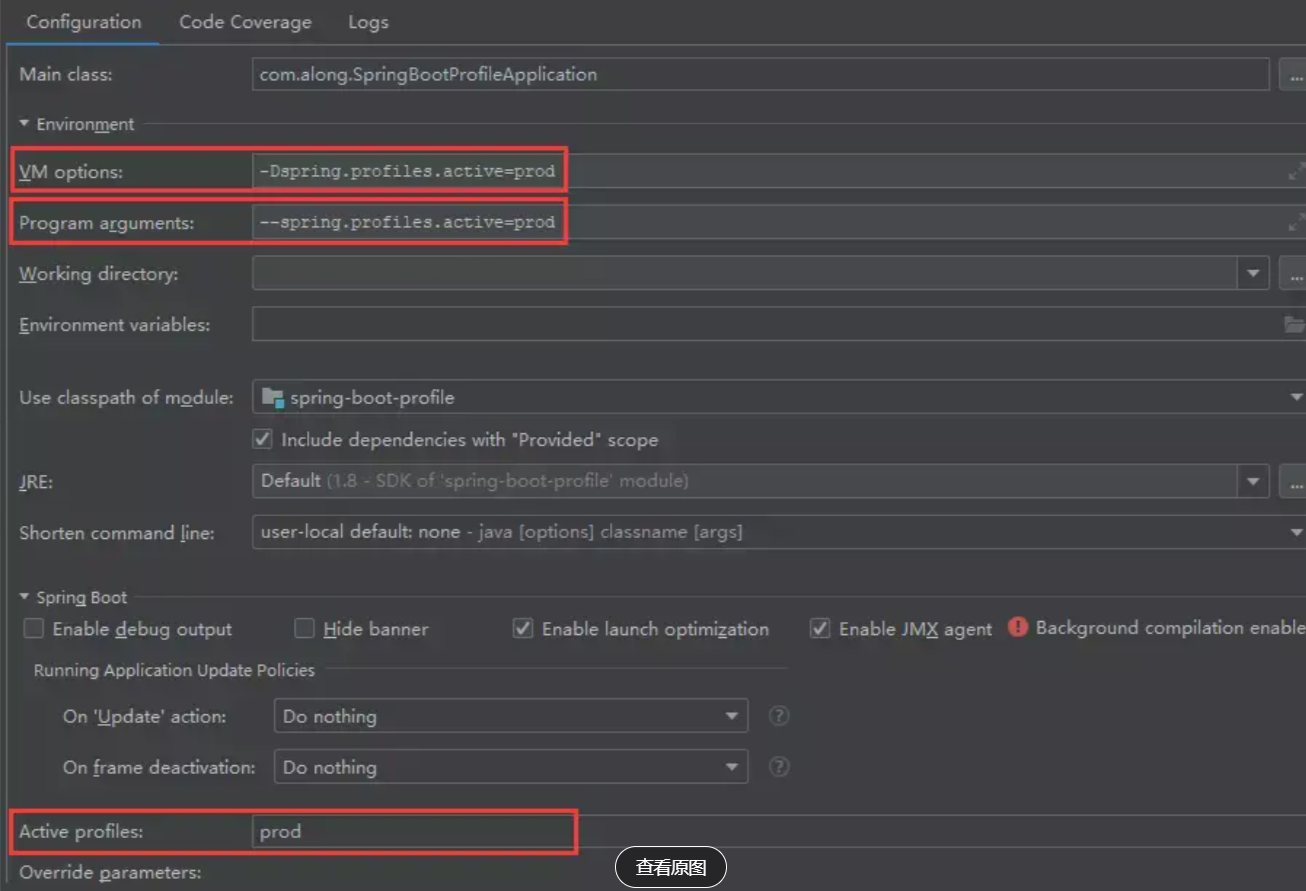 Configuration Code Coverage Logs
Main class: com.along.SpringBootProfileApplication ...
Environment
VM options: -Dspring.profiles.active=prod
Program arguments: --spring.profiles.active=prod
Working directory: ...
Environment variables:
Use classpath of module: spring-boot-profile
Include dependencies with "Provided" scope
JRE: Default (1.8 - SDK of 'spring-boot-profile' module) ...
Shorten command line: user-local default: none - java [options] classname [args]
Spring Boot
Enable debug output Hide banner Enable launch optimization Enable JMX agent Background compilation enable
Running Application Update Policies
On 'Update' action: Do nothing ?
On frame deactivation: Do nothing ?
Active profiles: prod
查看原图
Override parameters: